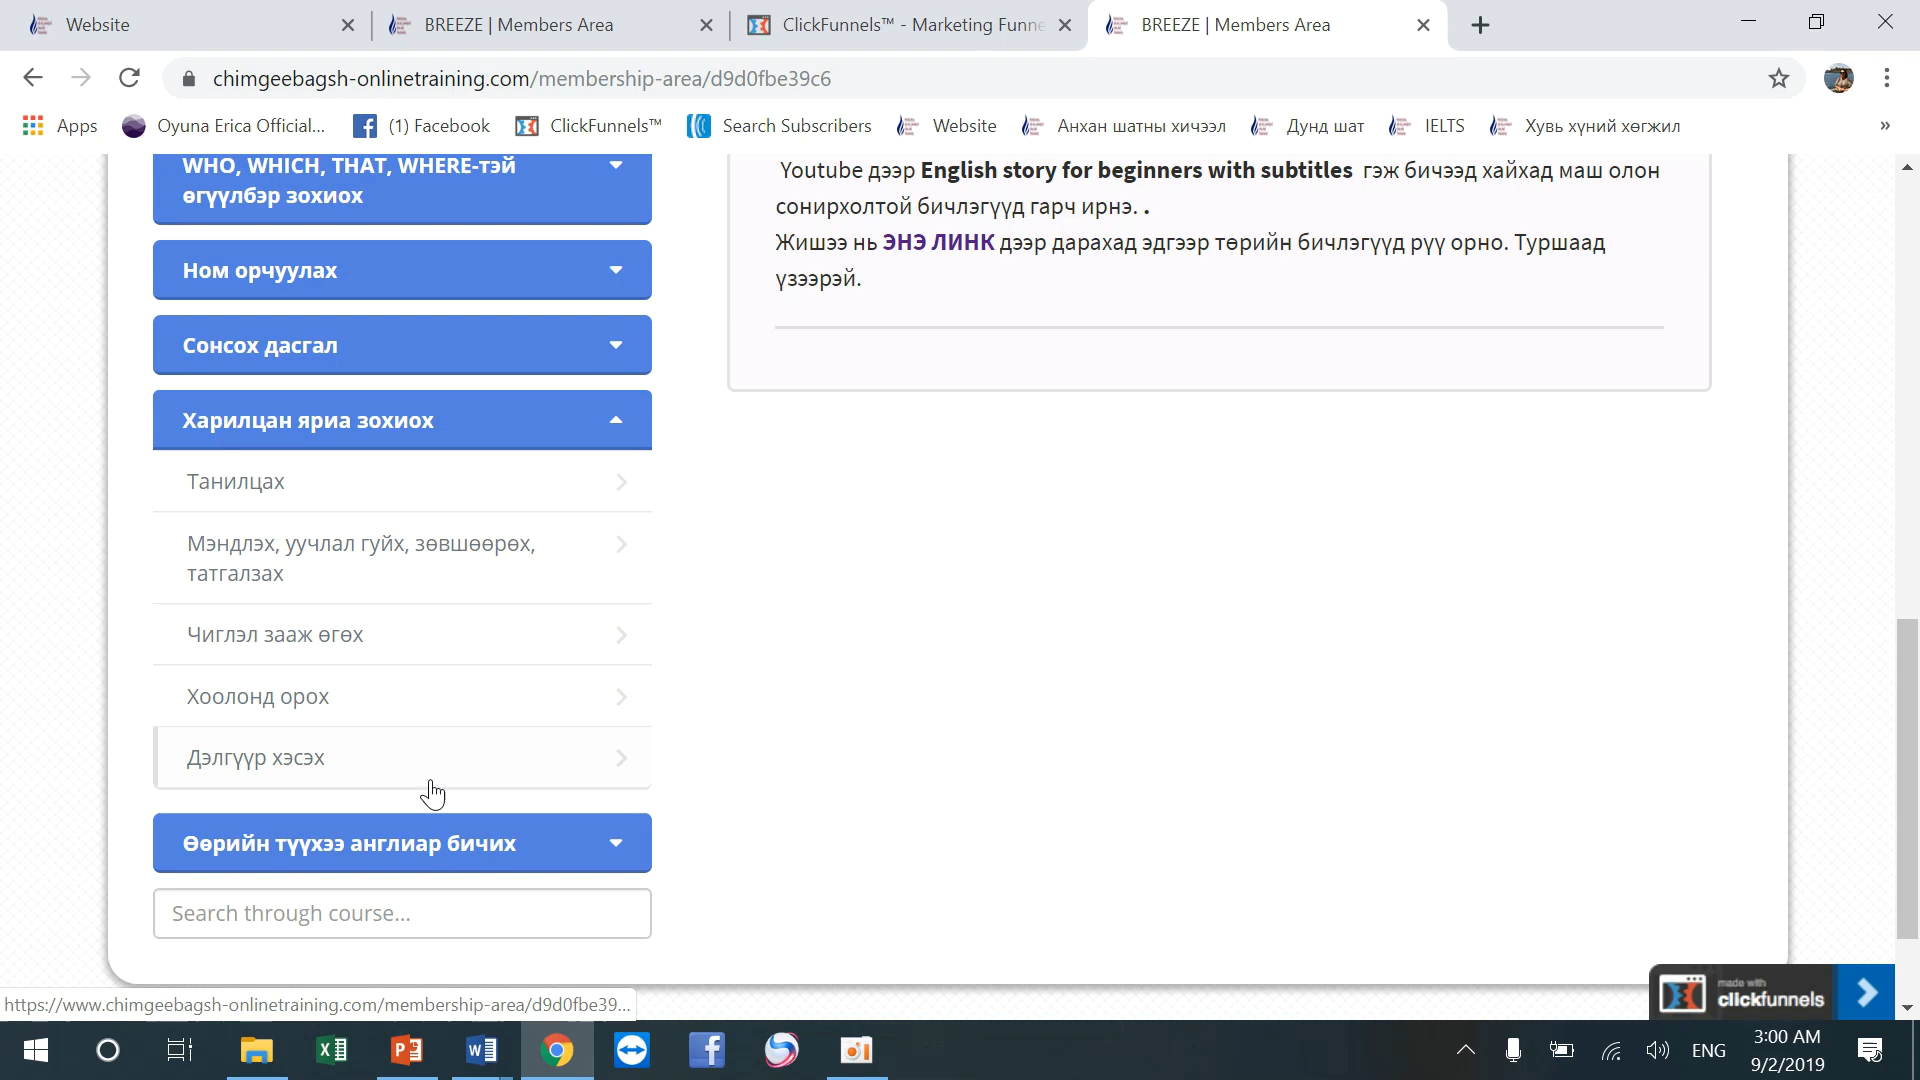 Website
BREEZE | Members Area
ClickFunnels™ - Marketing Funne
BREEZE | Members Area
chimgeebagsh-onlinetraining.com/membership-area/d9d0fbe39c6
Apps
Oyuna Erica Official...
(1) Facebook
ClickFunnels™
Search Subscribers
Website
Анхан шатны хичээл
Дунд шат
IELTS
Хувь хүний хөгжил
»
WHO, WHICH, THAT, WHERE-тэй
өгүүлбэр зохиох
Ном орчуулах
Сонсох дасгал
Харилцан яриа зохиох
Танилцах
Мэндлэх, уучлал гуйх, зөвшөөрөх,
татгалзах
Чиглэл зааж өгөх
Хоолонд орох
Дэлгүүр хэсэх
Өөрийн түүхээ англиар бичих
Search through course...
Youtube дээр English story for beginners with subtitles гэж бичээд хайхад маш олон
сонирхолтой бичлэгүүд гарч ирнэ. .
Жишээ нь ЭНЭ ЛИНК дээр дарахад эдгээр төрийн бичлэгүүд рүү орно. Туршаад
үзээрэй.
made with
clickfunnels
https://www.chimgeebagsh-onlinetraining.com/membership-area/d9d0fbe39...
ENG
3:00 AM
9/2/2019